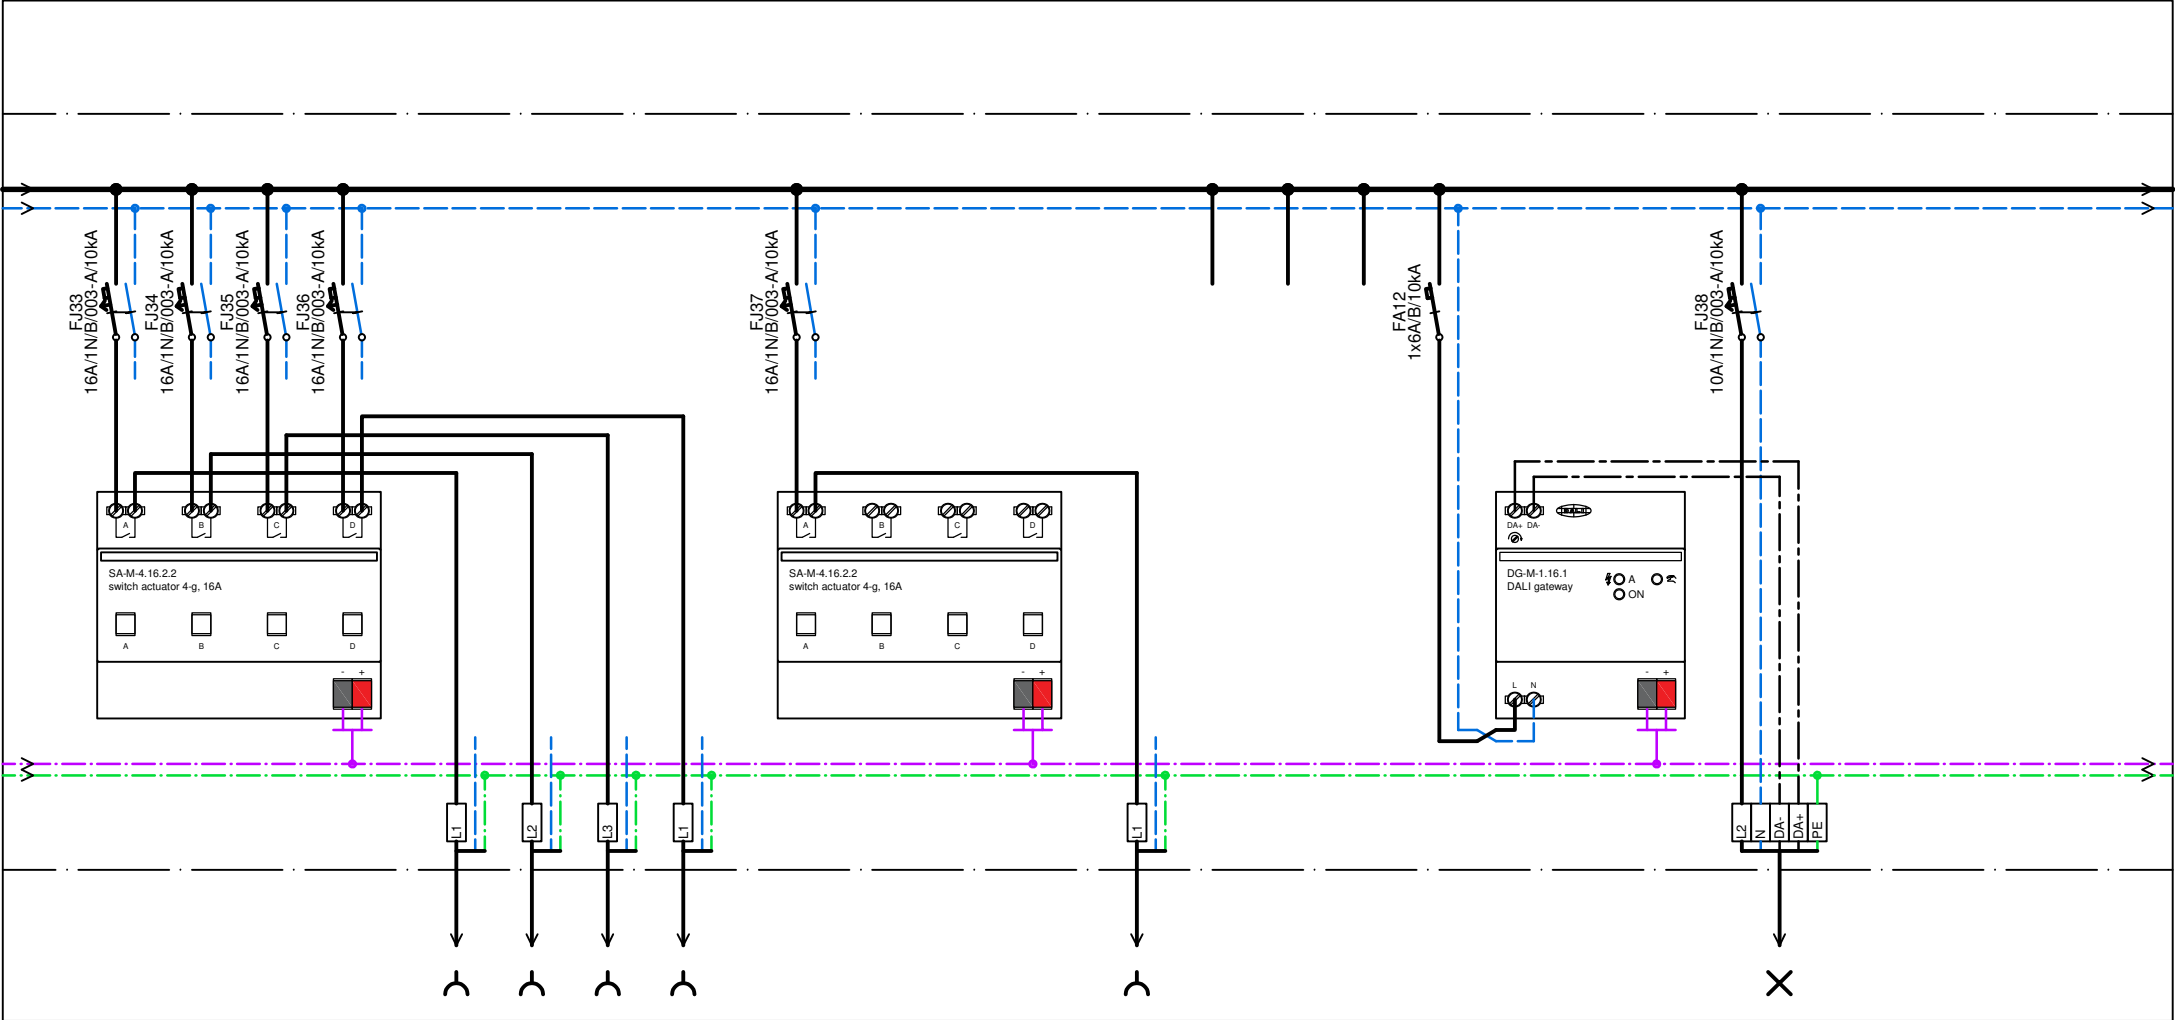 FJ33
16A/1N/B/003-A/10kA
FJ34
16A/1N/B/003-A/10kA
FJ35
16A/1N/B/003-A/10kA
FJ36
16A/1N/B/003-A/10kA
FJ37
16A/1N/B/003-A/10kA
FA12
1x6A/B/10kA
FJ38
10A/1N/B/003-A/10kA
A B C D
SA-M-4.16.2.2
switch actuator 4-g, 16A
A B C D
- +
A B C D
SA-M-4.16.2.2
switch actuator 4-g, 16A
A B C D
- +
DA+ DA-
DG-M-1.16.1
DALI gateway
A
ON
L N
- +
L1
L2
L3
L1
L1
L2
N
DA-
DA+
PE